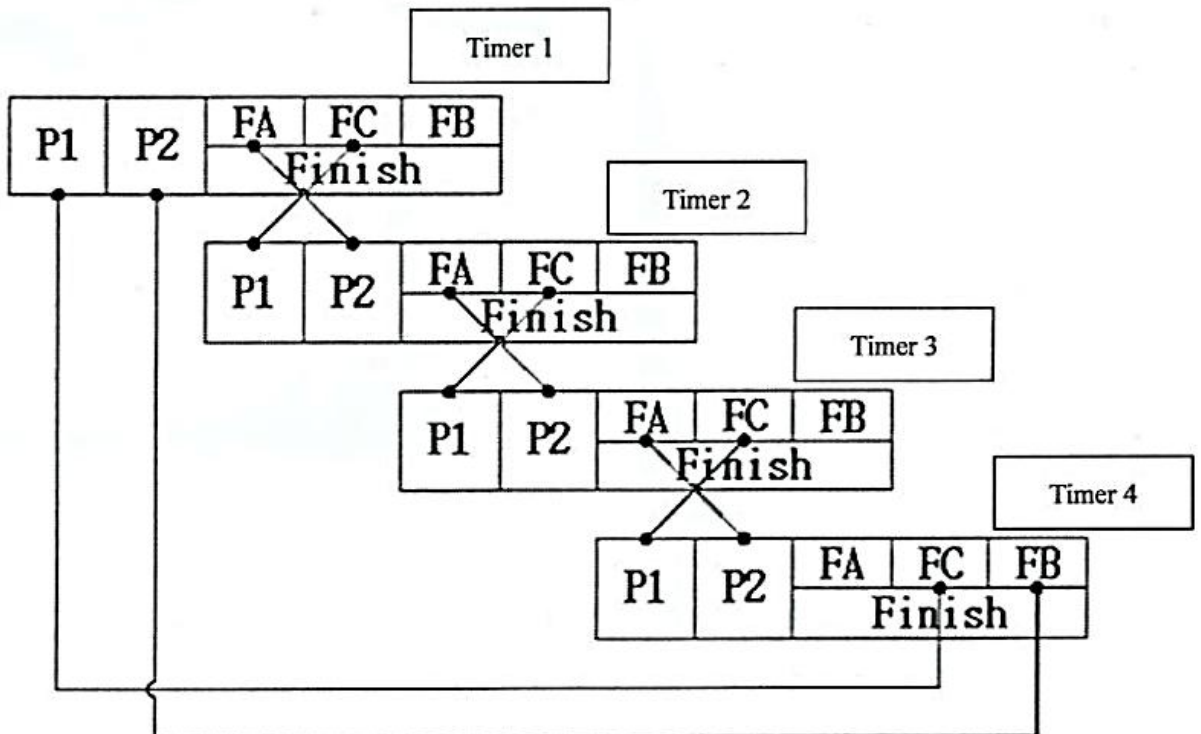 Timer 1
P1 P2 FA FC FB
Finish
Timer 2
P1 P2 FA FC FB
Finish
Timer 3
P1 P2 FA FC FB
Finish
Timer 4
P1 P2 FA FC FB
Finish